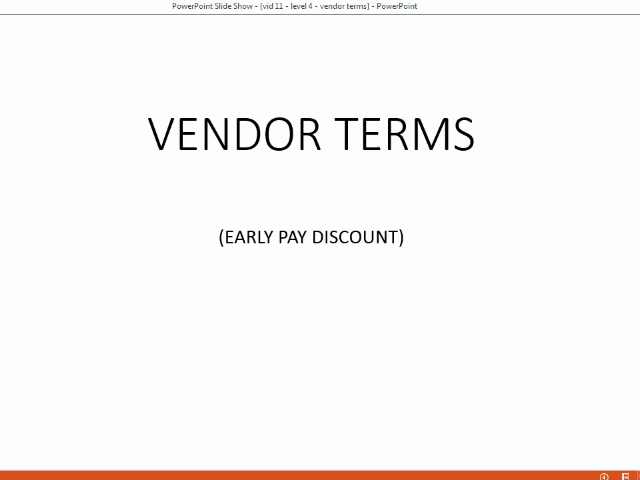 PowerPoint Slide Show - [vid 11 - level 4 - vendor terms] - PowerPoint
VENDOR TERMS
(EARLY PAY DISCOUNT)